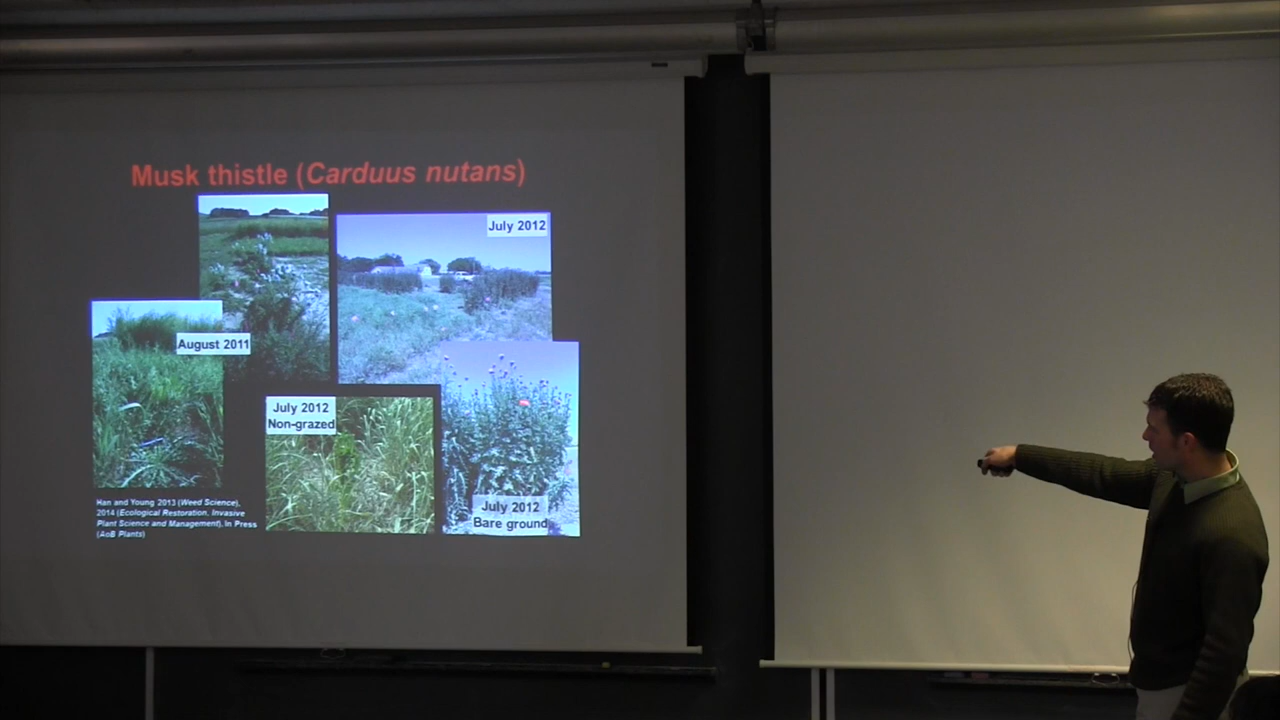 Musk thistle (Carduus nutans)
July 2012
August 2011
July 2012
Non-grazed
July 2012
Bare ground
Han and Young 2013 (Weed Science),
2014 (Ecological Restoration, Invasive
Plant Science and Management), In Press
(AoB Plants)